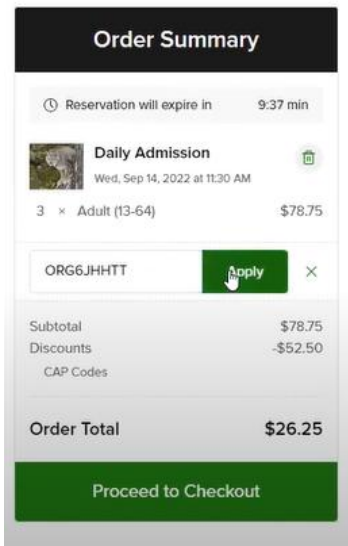 Order Summary
Reservation will expire in 9:37 min
Daily Admission
Wed, Sep 14, 2022 at 11:30 AM
3 × Adult (13-64) $78.75
ORG6JHHTT Apply ×
Subtotal $78.75
Discounts -$52.50
CAP Codes
Order Total $26.25
Proceed to Checkout